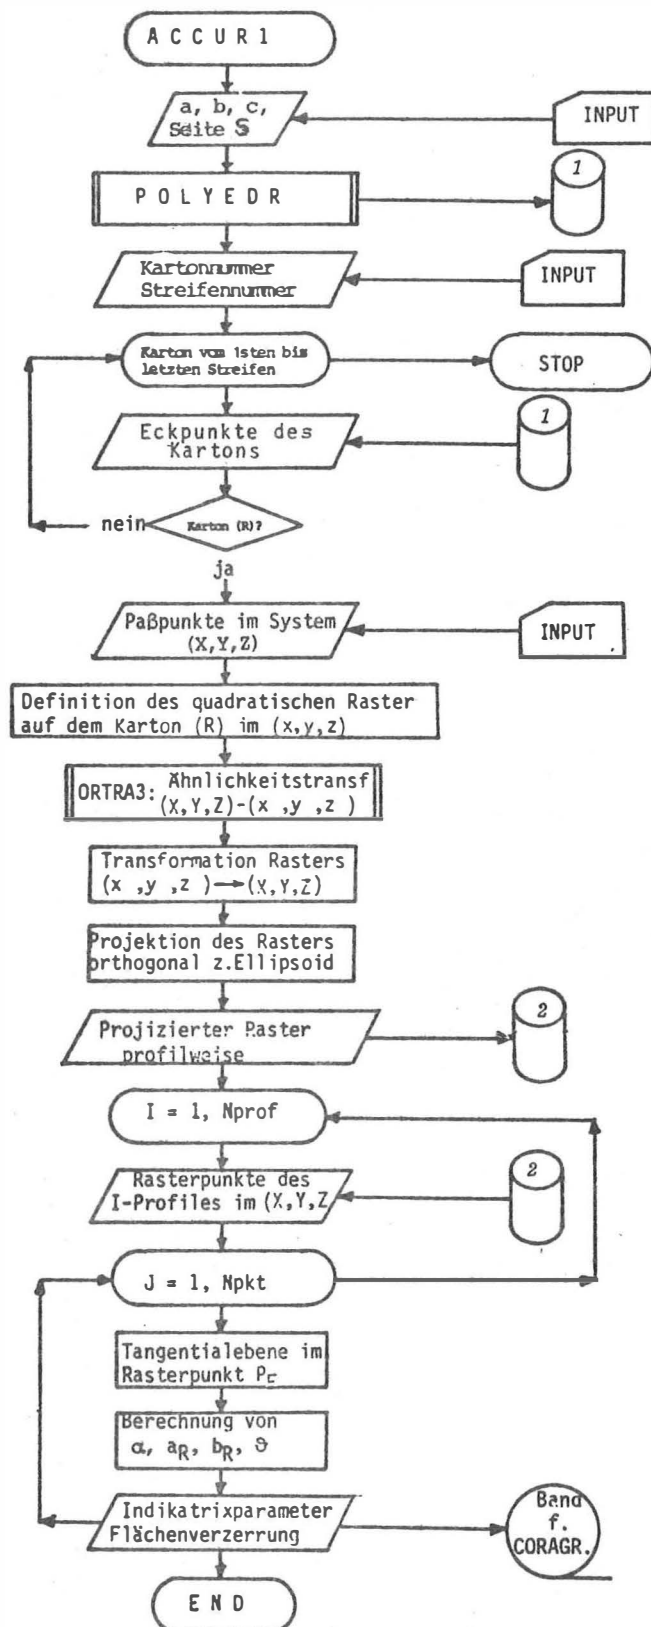 A C C U R 1
a, b, c,
Seite S
INPUT
P O L Y E D R
1
Kartonnummer
Streifennummer
INPUT
Karton vom 1sten bis
letzten Streifen
STOP
Eckpunkte des
Kartons
1
nein
Karton (R)?
ja
Paßpunkte im System
(X,Y,Z)
INPUT
Definition des quadratischen Raster
auf dem Karton (R) im (x,y,z)
ORTRA3: Ähnlichkeitstransf
(X,Y,Z)-(x ,y ,z )
Transformation Rasters
(x ,y ,z )→(X,Y,Z)
Projektion des Rasters
orthogonal z.Ellipsoid
Projizierter Raster
profilweise
2
I = 1, Nprof
Rasterpunkte des
I-Profiles im (X,Y,Z
2
J = 1, Npkt
Tangentialebene im
Rasterpunkt PE
Berechnung von
α, aR, bR, ϑ
Indikatrixparameter
Flächenverzerrung
Band
f.
CORAGR.
E N D